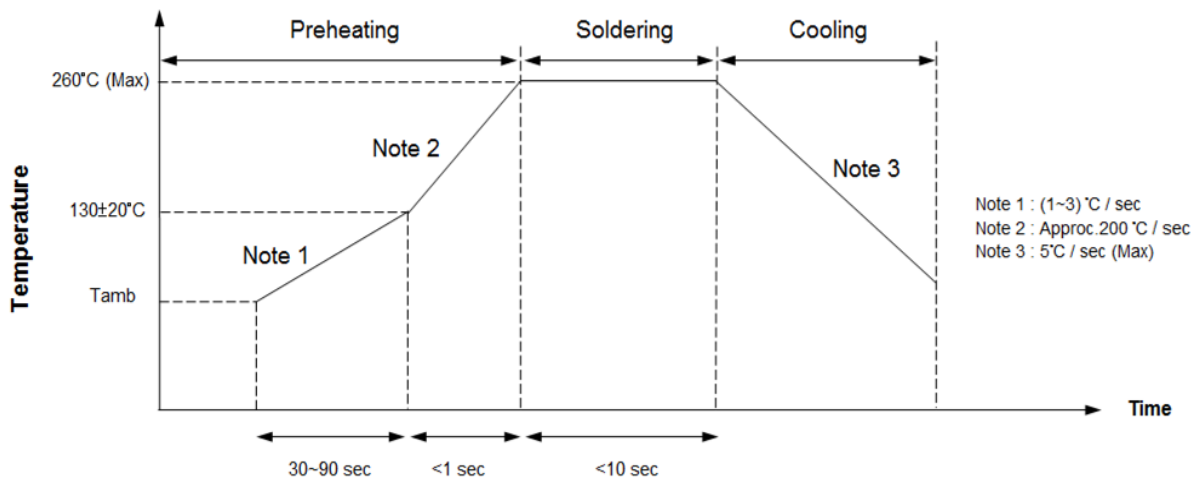 Preheating
Soldering
Cooling
260°C (Max)
Note 2
Note 3
130±20°C
Note 1
Tamb
Temperature
Note 1 : (1~3) °C / sec
Note 2 : Approc.200 °C / sec
Note 3 : 5°C / sec (Max)
Time
30~90 sec
<1 sec
<10 sec